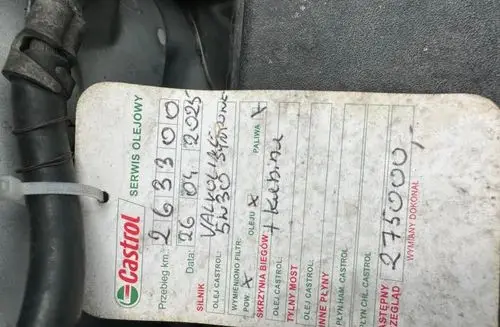 Castrol
SERWIS OLEJOWY
Przebieg km.: 263300
Data: 26 04 2025
SILNIK
OLEJ CASTROL: 5W30
WYMIENIONO FILTR: OLEJU X PALIWA X
POW. X + Kabina
SKRZYNIA BIEGÓW
OLEJ CASTROL:
TYLNY MOST
OLEJ CASTROL:
INNE PŁYNY
PŁYN HAM. CASTROL
PŁYN CHŁ. CASTROL
NASTĘPNY
PRZEGLĄD 275000,-
WYMIANY DOKONAŁ